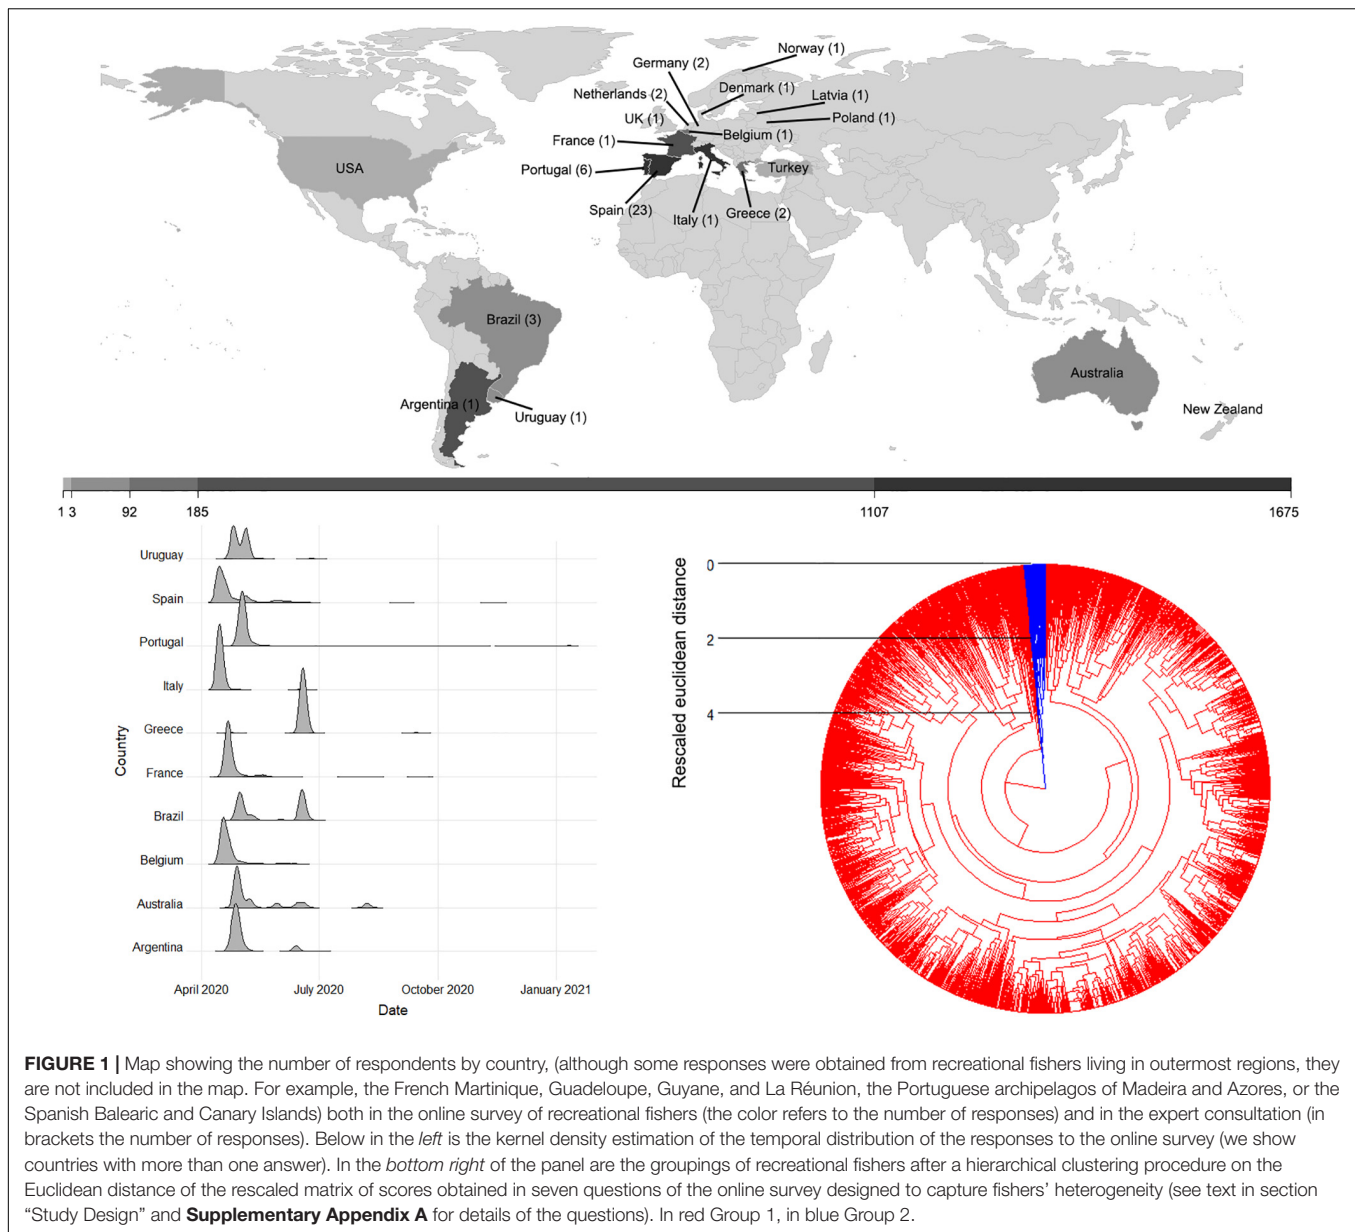 Norway (1)
Germany (2)
Denmark (1)
Netherlands (2)
Latvia (1)
UK (1)
Poland (1)
Belgium (1)
France (1)
USA
Portugal (6)
Turkey
Spain (23)
Italy (1)
Greece (2)
Brazil (3)
Australia
Argentina (1)
Uruguay (1)
New Zealand
1 3 92 185 1107 1675
Country
Uruguay
Spain
Portugal
Italy
Greece
France
Brazil
Belgium
Australia
Argentina
April 2020 July 2020 October 2020 January 2021
Date
Rescaled euclidean distance
0
2
4
FIGURE 1 | Map showing the number of respondents by country, (although some responses were obtained from recreational fishers living in outermost regions, they
are not included in the map. For example, the French Martinique, Guadeloupe, Guyane, and La Réunion, the Portuguese archipelagos of Madeira and Azores, or the
Spanish Balearic and Canary Islands) both in the online survey of recreational fishers (the color refers to the number of responses) and in the expert consultation (in
brackets the number of responses). Below in the left is the kernel density estimation of the temporal distribution of the responses to the online survey (we show
countries with more than one answer). In the bottom right of the panel are the groupings of recreational fishers after a hierarchical clustering procedure on the
Euclidean distance of the rescaled matrix of scores obtained in seven questions of the online survey designed to capture fishers' heterogeneity (see text in section
"Study Design" and Supplementary Appendix A for details of the questions). In red Group 1, in blue Group 2.